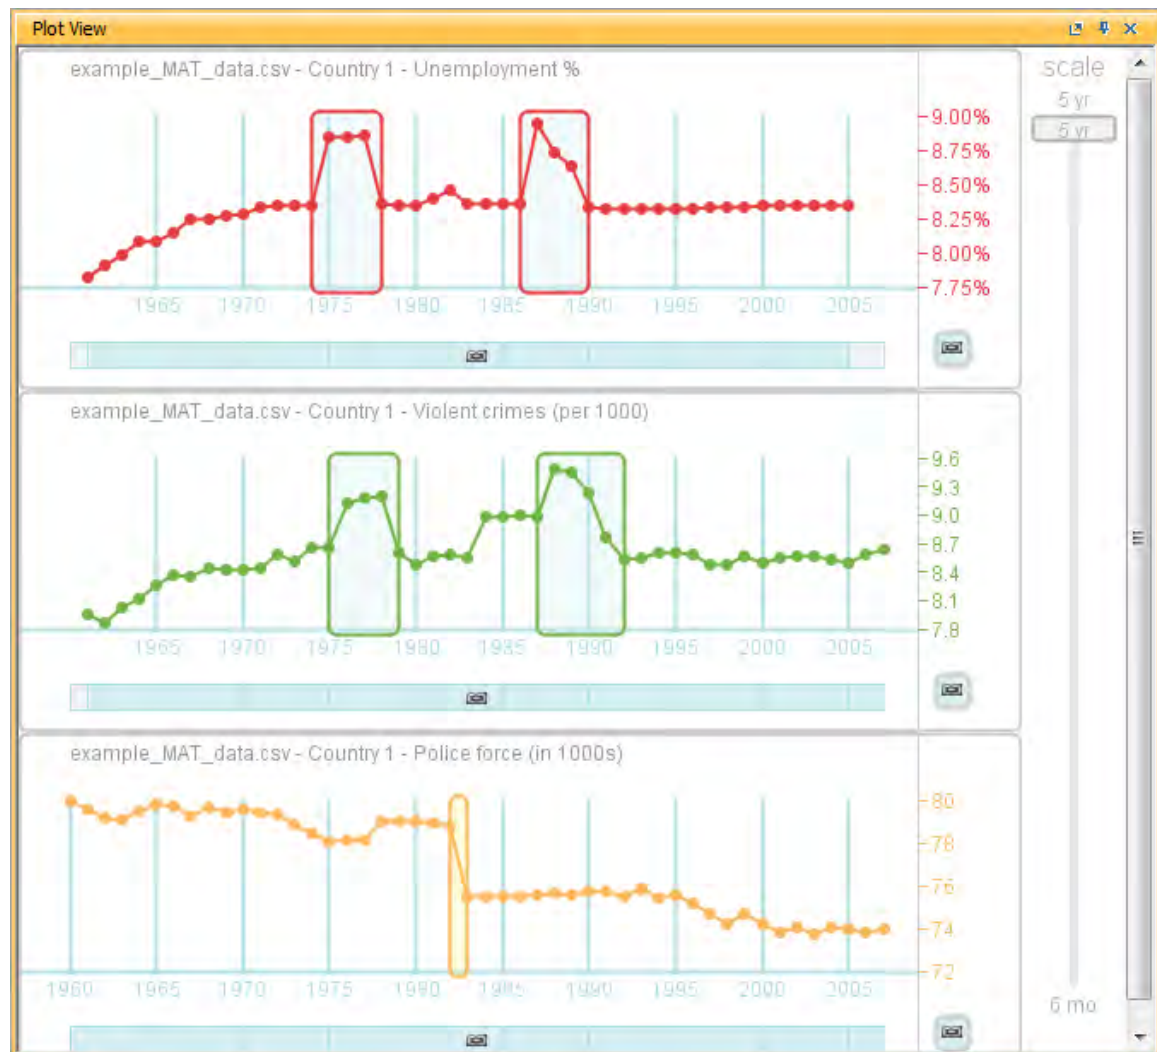 Plot View
example_MAT_data.csv - Country 1 - Unemployment %
scale
5 yr
5 yr
9.00%
8.75%
8.50%
8.25%
8.00%
7.75%
1965 1970 1975 1980 1985 1990 1995 2000 2005
example_MAT_data.csv - Country 1 - Violent crimes (per 1000)
9.6
9.3
9.0
8.7
8.4
8.1
7.8
1965 1970 1975 1980 1985 1990 1995 2000 2005
example_MAT_data.csv - Country 1 - Police force (in 1000s)
80
78
76
74
72
1960 1965 1970 1975 1980 1985 1990 1995 2000 2005
6 mo